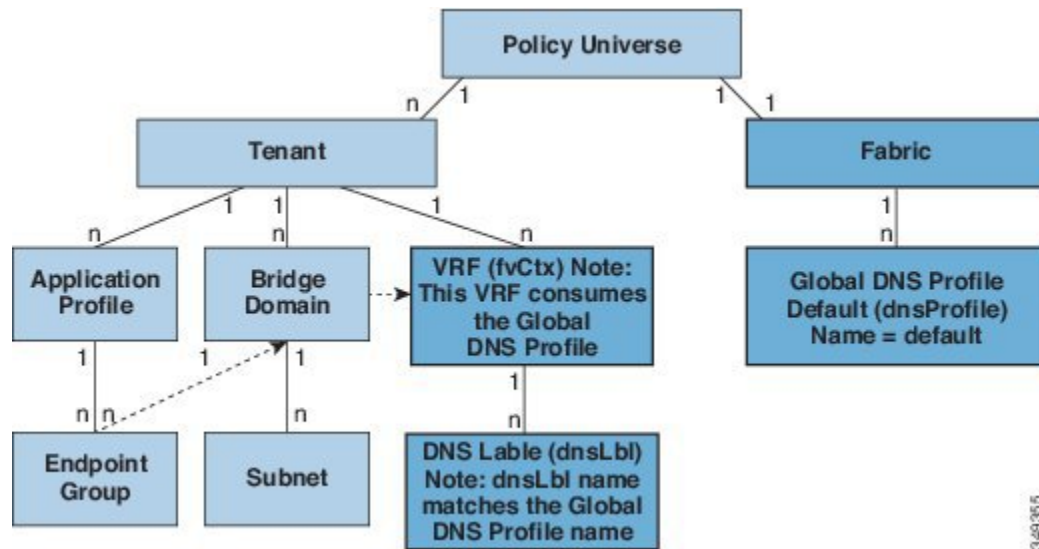 Policy Universe
n
1
1
1
Tenant
Fabric
1
1
1
1
n
n
n
n
Application
Profile
Bridge
Domain
VRF (fvCtx) Note:
This VRF consumes
the Global
DNS Profile
Global DNS Profile
Default (dnsProfile)
Name = default
1
1
1
1
n
n
n
n
Endpoint
Group
Subnet
DNS Lable (dnsLbl)
Note: dnsLbl name
matches the Global
DNS Profile name
349355